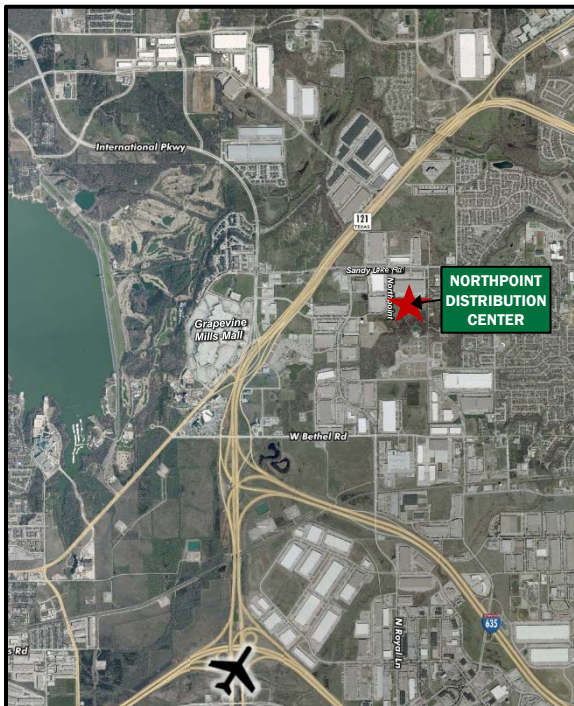 International Pkwy
121
TEXAS
Sandy Lake Rd
Northpoint
NORTHPOINT
DISTRIBUTION
CENTER
Grapevine
Mills Mall
W Bethel Rd
N Royal Ln
635
s Rd